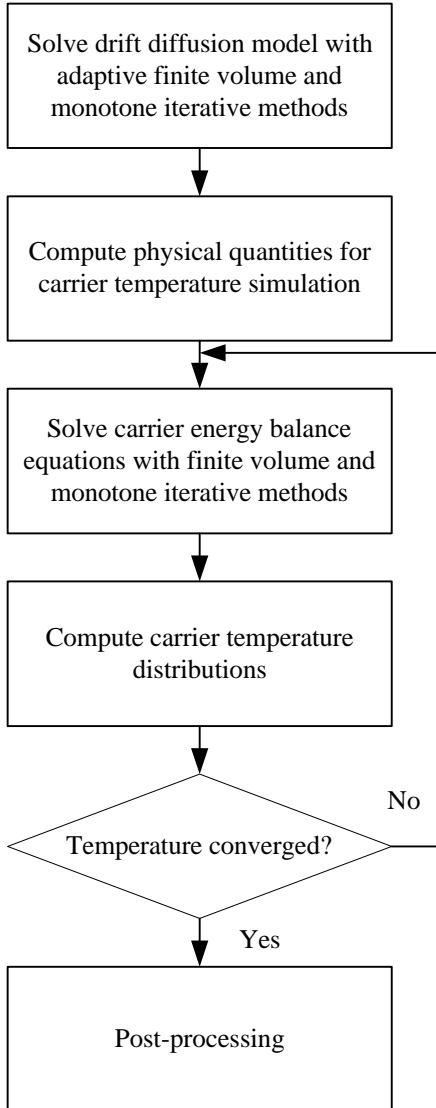 Solve drift diffusion model with
adaptive finite volume and
monotone iterative methods
Compute physical quantities for
carrier temperature simulation
Solve carrier energy balance
equations with finite volume and
monotone iterative methods
Compute carrier temperature
distributions
No
Temperature converged?
Yes
Post-processing